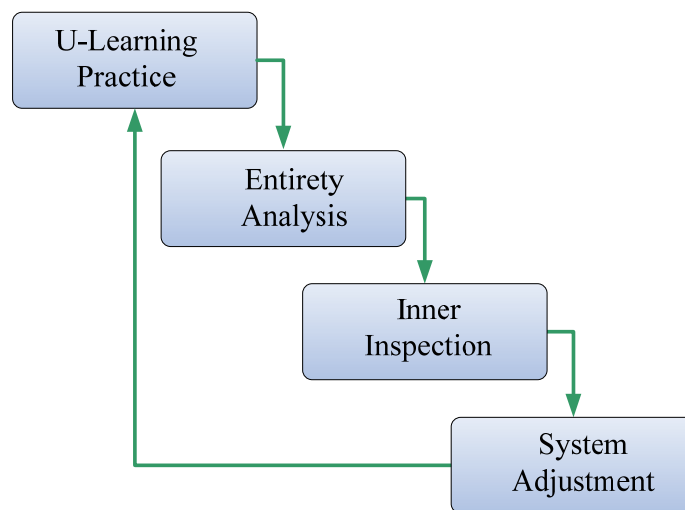 U-Learning
Practice
Entirety
Analysis
Inner
Inspection
System
Adjustment